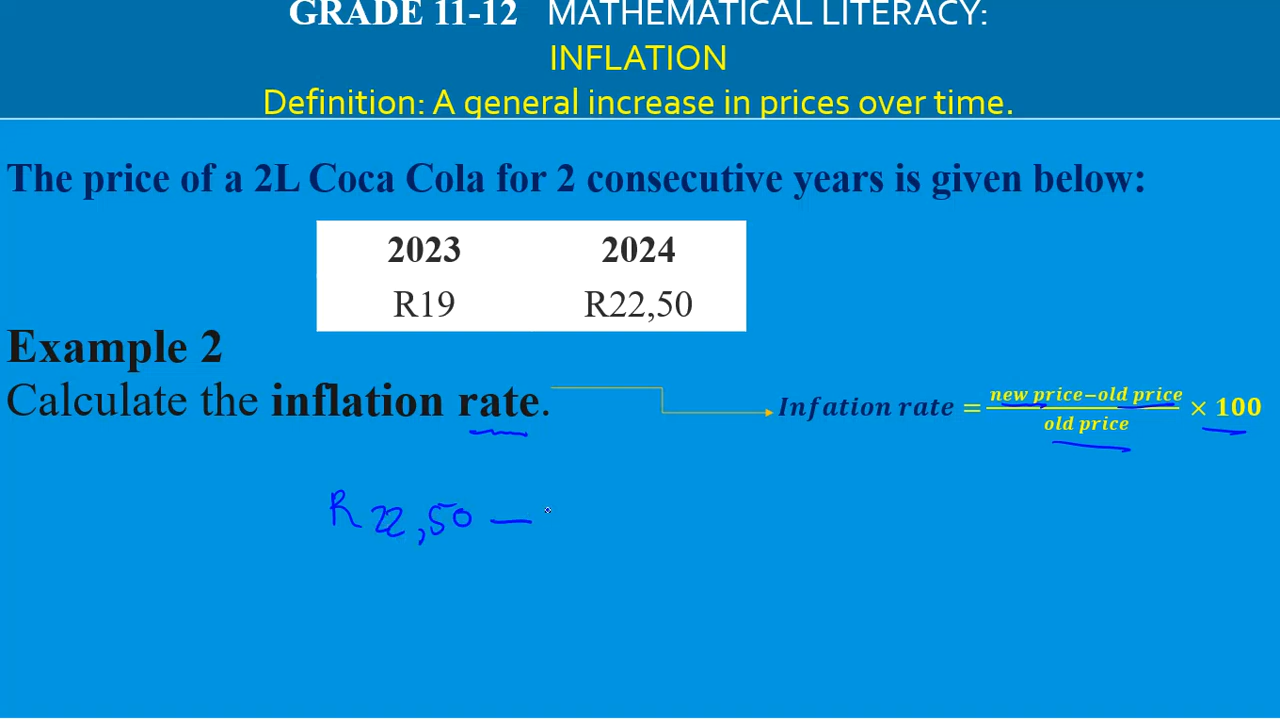 GRADE 11-12 MATHEMATICAL LITERACY:
INFLATION
Definition: A general increase in prices over time.
The price of a 2L Coca Cola for 2 consecutive years is given below:
2023 2024
R19 R22,50
Example 2
Calculate the inflation rate.
Infation rate = new price−old price / old price × 100
R22,50 —